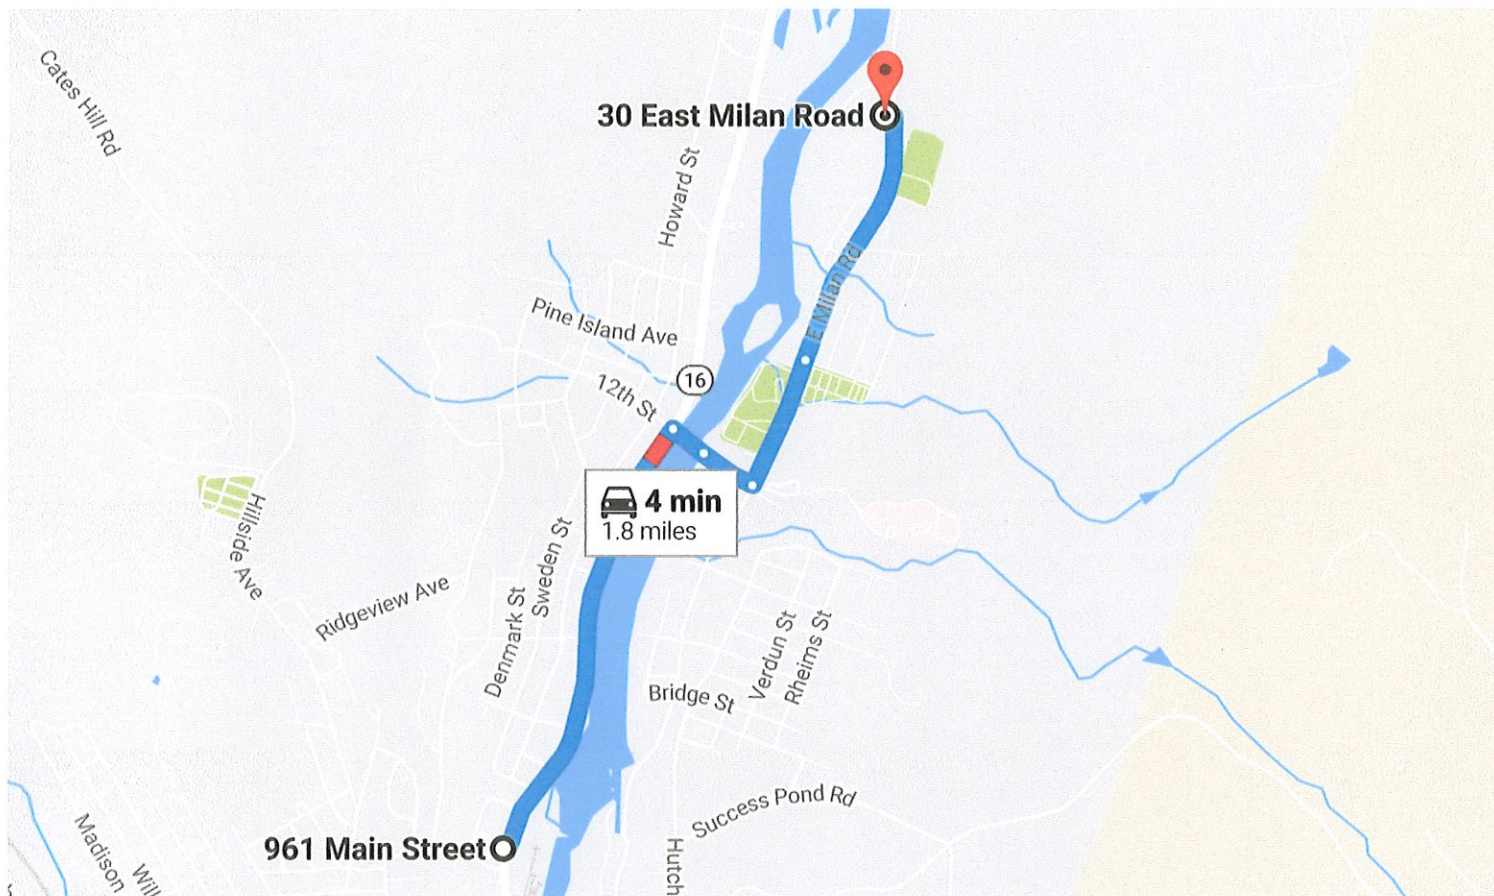 Cates Hill Rd
30 East Milan Road
Howard St
E Milan Rd
Pine Island Ave
16
12th St
4 min
1.8 miles
Hillside Ave
Sweden St
Ridgeview Ave
Denmark St
Verdun St
Rheims St
Bridge St
Success Pond Rd
961 Main Street
Madison
Will
Hutch